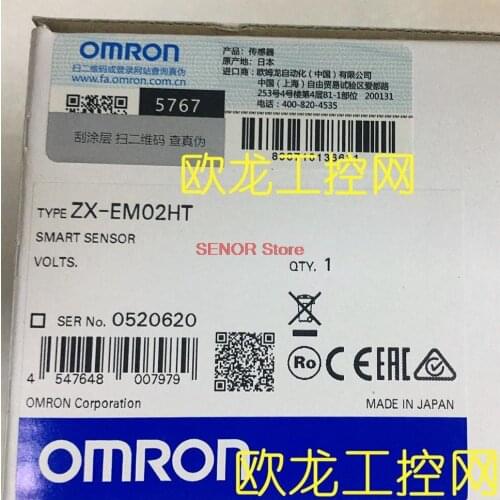 OMRON
扫二维码或登录网站查询真伪
www.fa.omron.com.cn
5767
刮涂层 扫二维码 查真伪
产品:传感器
原产地:日本
进口商:欧姆龙自动化(中国)有限公司
中国(上海)自由贸易试验区爱都路
253号4号楼第4层B1-1部位 200131
电话:400-820-4535
欧龙工控网
TYPE ZX-EM02HT
SMART SENSOR
VOLTS.
SENOR Store
QTY. 1
SER No. 0520620
4 547648 007979
Ro CE EAC
OMRON Corporation
MADE IN JAPAN
OMRON
欧龙工控网